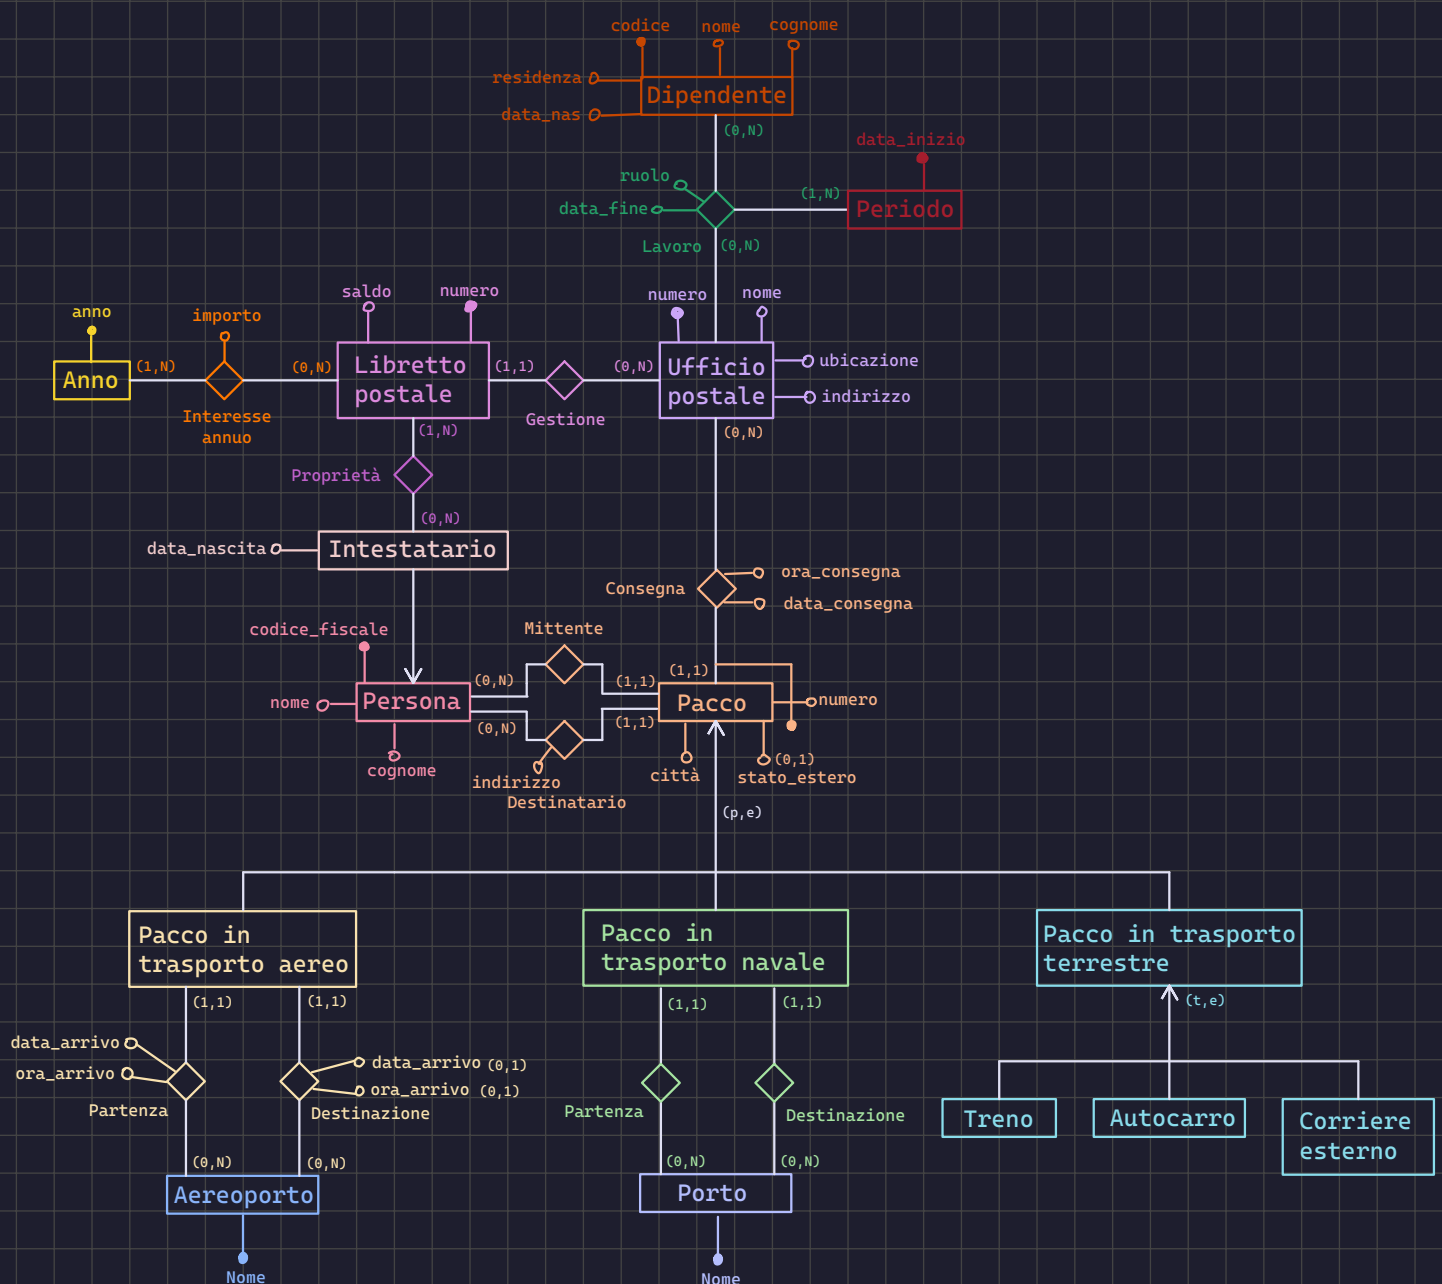 codice
nome
cognome
residenza
Dipendente
data_nas
(0,N)
data_inizio
ruolo
(1,N)
data_fine
Periodo
Lavoro
(0,N)
saldo
numero
numero
nome
anno
importo
(1,N)
(0,N)
Libretto
postale
(1,1)
(0,N)
Ufficio
postale
ubicazione
Anno
indirizzo
Interesse
annuo
Gestione
(1,N)
(0,N)
Proprietà
(0,N)
data_nascita
Intestatario
ora_consegna
Consegna
data_consegna
codice_fiscale
Mittente
(0,N)
(1,1)
(1,1)
nome
Persona
Pacco
numero
(0,N)
(1,1)
cognome
indirizzo
Destinatario
città
(0,1)
stato_estero
(p,e)
Pacco in
trasporto aereo
Pacco in
trasporto navale
Pacco in trasporto
terrestre
(1,1)
(1,1)
(1,1)
(1,1)
(t,e)
data_arrivo
ora_arrivo
data_arrivo (0,1)
ora_arrivo (0,1)
Partenza
Destinazione
Partenza
Destinazione
Treno
Autocarro
Corriere
esterno
(0,N)
(0,N)
(0,N)
(0,N)
Aereoporto
Porto
Nome
Nome